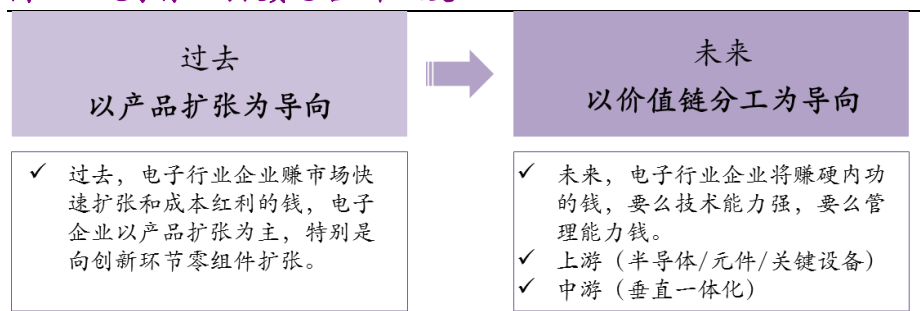 过去
以产品扩张为导向
未来
以价值链分工为导向
✓ 过去，电子行业企业赚市场快
速扩张和成本红利的钱，电子
企业以产品扩张为主，特别是
向创新环节零组件扩张。
✓ 未来，电子行业企业将赚硬内功
的钱，要么技术能力强，要么管
理能力钱。
✓ 上游（半导体/元件/关键设备）
✓ 中游（垂直一体化）